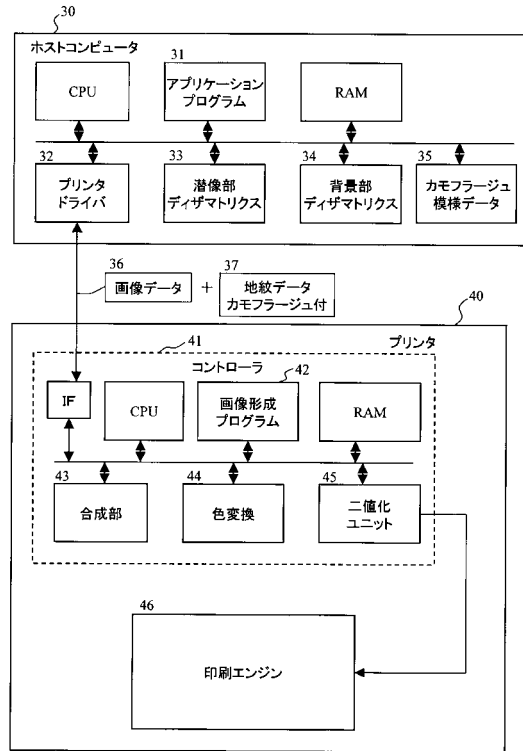 30
ホストコンピュータ
CPU
31
アプリケーション
プログラム
RAM
32
プリンタ
ドライバ
33
潜像部
ディザマトリクス
34
背景部
ディザマトリクス
35
カモフラージュ
模様データ
36
画像データ
+
37
地紋データ
カモフラージュ付
40
プリンタ
41
コントローラ
IF
CPU
42
画像形成
プログラム
RAM
43
合成部
44
色変換
45
二値化
ユニット
46
印刷エンジン